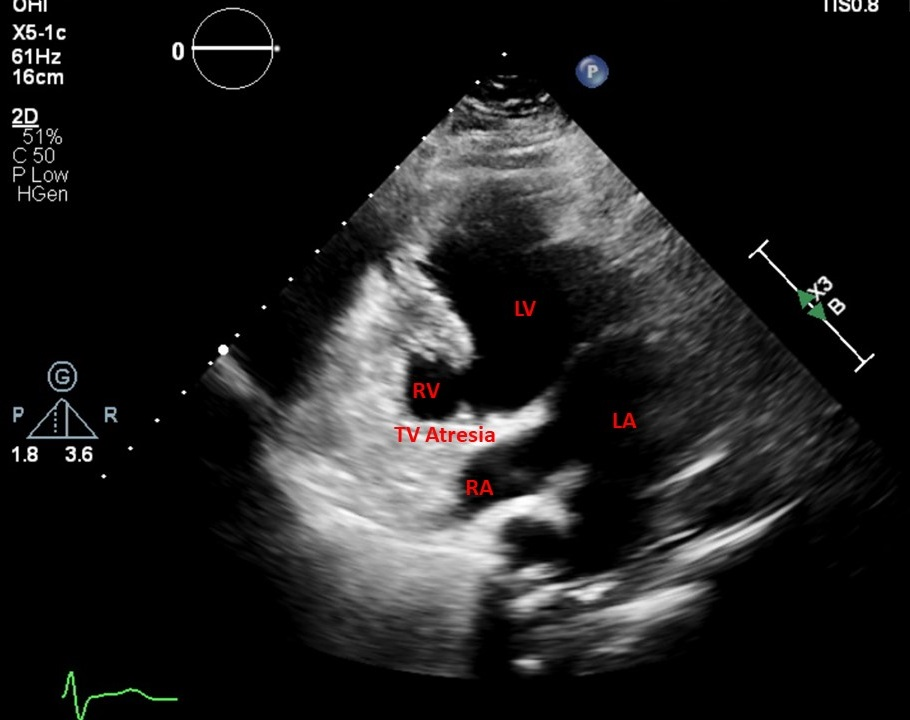 OHI
TIS0.8
X5-1c
61Hz
16cm
0
P
2D
51%
C 50
P Low
HGen
X3
B
LV
G
RV
P R
LA
TV Atresia
1.8 3.6
RA